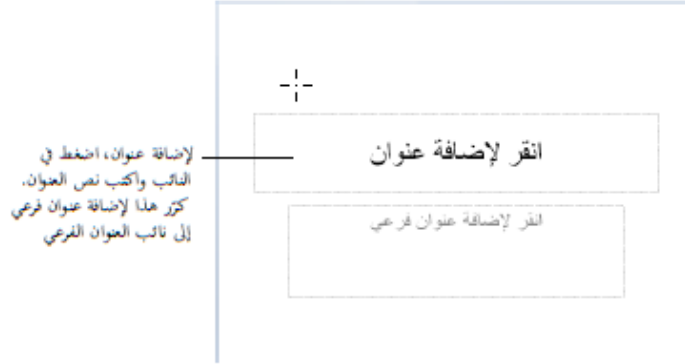 انقر لإضافة عنوان
لإضافة عنوان، اضغط في
النائب واكتب نص العنوان.
كرّر هذا لإضافة عنوان فرعي
إلى نائب العنوان الفرعي
انقر لإضافة عنوان فرعي